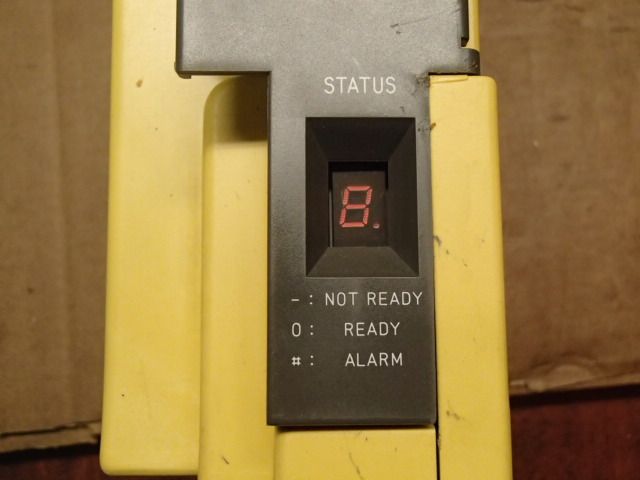 STATUS
8.
- : NOT READY
0 : READY
# : ALARM